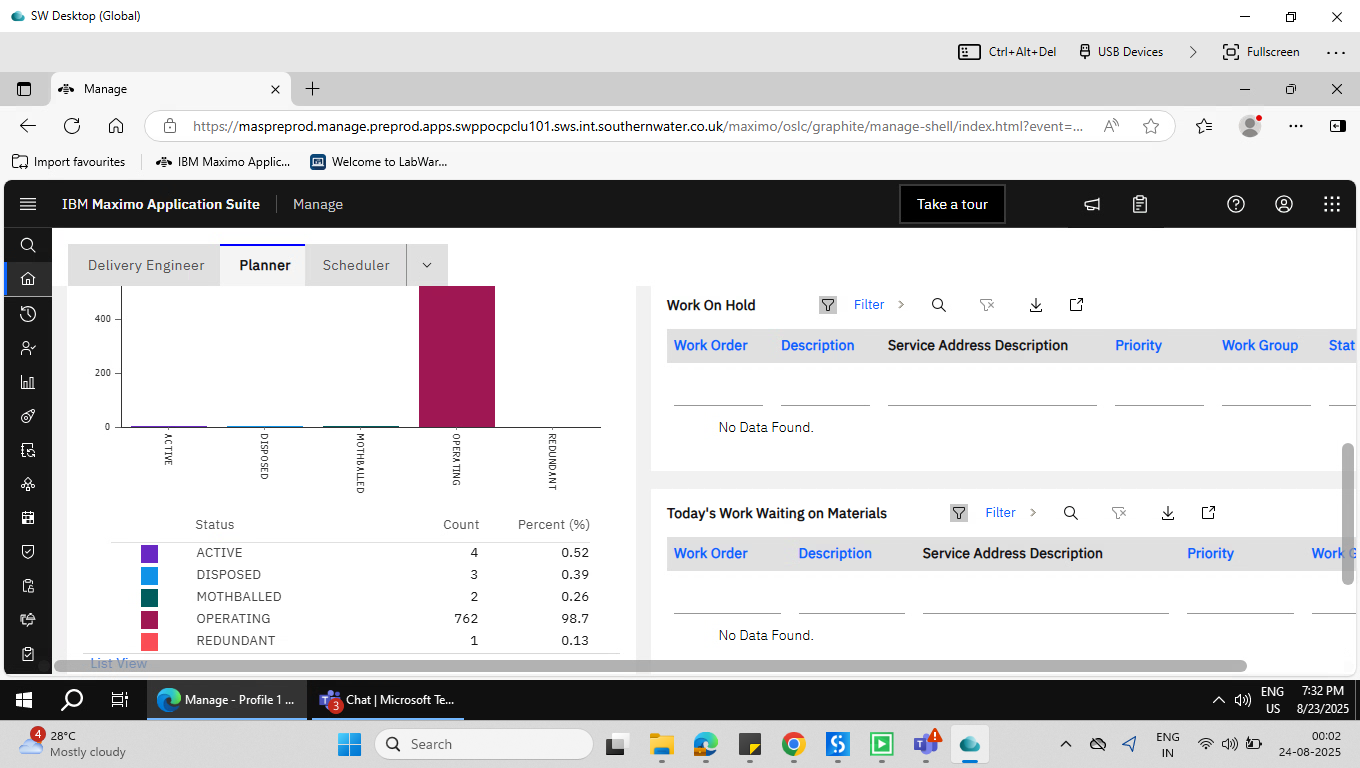 SW Desktop (Global)
Ctrl+Alt+Del
USB Devices
Fullscreen
Manage
https://maspreprod.manage.preprod.apps.swppocpclu101.sws.int.southernwater.co.uk/maximo/oslc/graphite/manage-shell/index.html?event=...
Import favourites
IBM Maximo Applic...
Welcome to LabWar...
IBM Maximo Application Suite
Manage
Take a tour
Delivery Engineer
Planner
Scheduler
400
200
0
ACTIVE
DISPOSED
MOTHBALLED
OPERATING
REDUNDANT
Status Count Percent (%)
ACTIVE 4 0.52
DISPOSED 3 0.39
MOTHBALLED 2 0.26
OPERATING 762 98.7
REDUNDANT 1 0.13
List View
Work On Hold
Filter
Work Order Description Service Address Description Priority Work Group Stat
No Data Found.
Today's Work Waiting on Materials
Filter
Work Order Description Service Address Description Priority Work G
No Data Found.
Manage - Profile 1 ...
3
Chat | Microsoft Te...
ENG
US
7:32 PM
8/23/2025
4
28°C
Mostly cloudy
Search
ENG
IN
00:02
24-08-2025